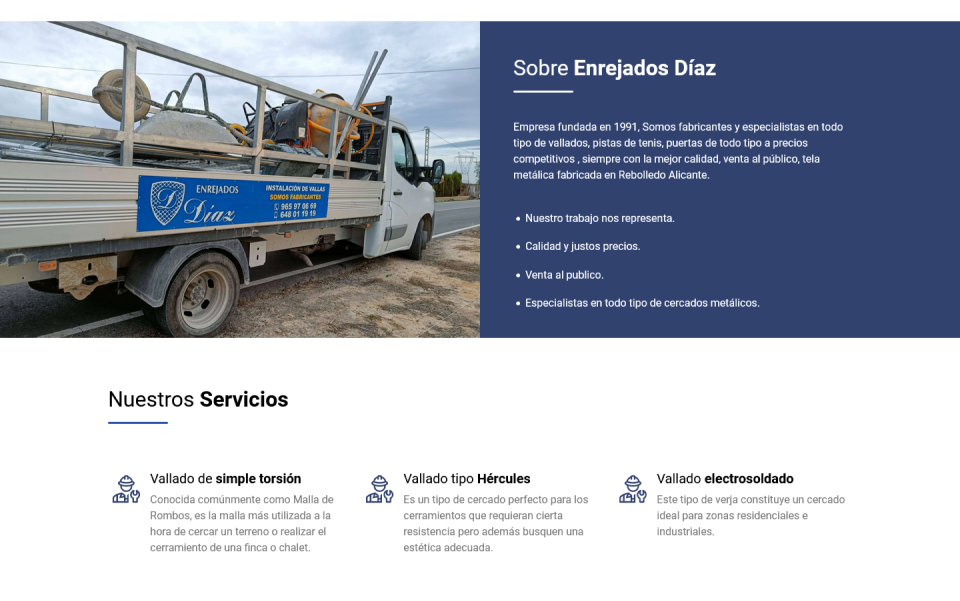 ENREJADOS
Díaz
INSTALACIÓN DE VALLAS
SOMOS FABRICANTES
965 97 06 69
648 01 19 19
Sobre Enrejados Díaz
Empresa fundada en 1991, Somos fabricantes y especialistas en todo
tipo de vallados, pistas de tenis, puertas de todo tipo a precios
competitivos , siempre con la mejor calidad, venta al público, tela
metálica fabricada en Rebolledo Alicante.
Nuestro trabajo nos representa.
Calidad y justos precios.
Venta al publico.
Especialistas en todo tipo de cercados metálicos.
Nuestros Servicios
Vallado de simple torsión
Conocida comúnmente como Malla de
Rombos, es la malla más utilizada a la
hora de cercar un terreno o realizar el
cerramiento de una finca o chalet.
Vallado tipo Hércules
Es un tipo de cercado perfecto para los
cerramientos que requieran cierta
resistencia pero además busquen una
estética adecuada.
Vallado electrosoldado
Este tipo de verja constituye un cercado
ideal para zonas residenciales e
industriales.